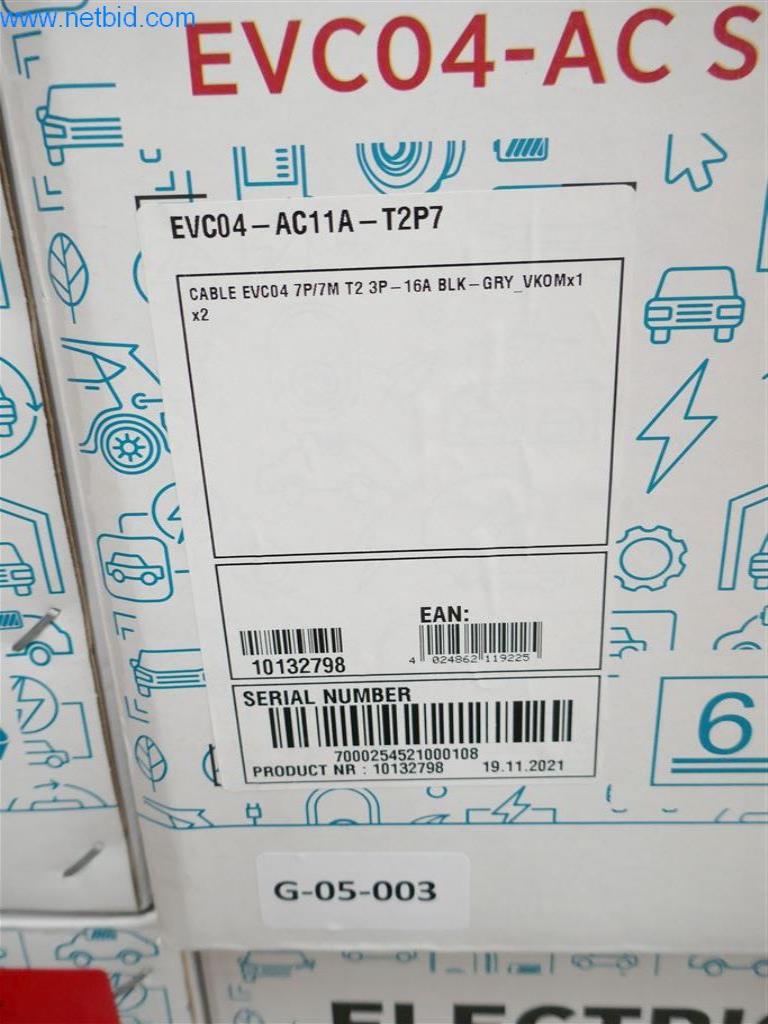 www.netbid.com
EVC04-AC S
EVC04-AC11A-T2P7
CABLE EVC04 7P/7M T2 3P-16A BLK-GRY_VKOMx1
x2
EAN:
10132798
4 024862 119225
SERIAL NUMBER
7000254521000108
PRODUCT NR : 10132798 19.11.2021
6
G-05-003